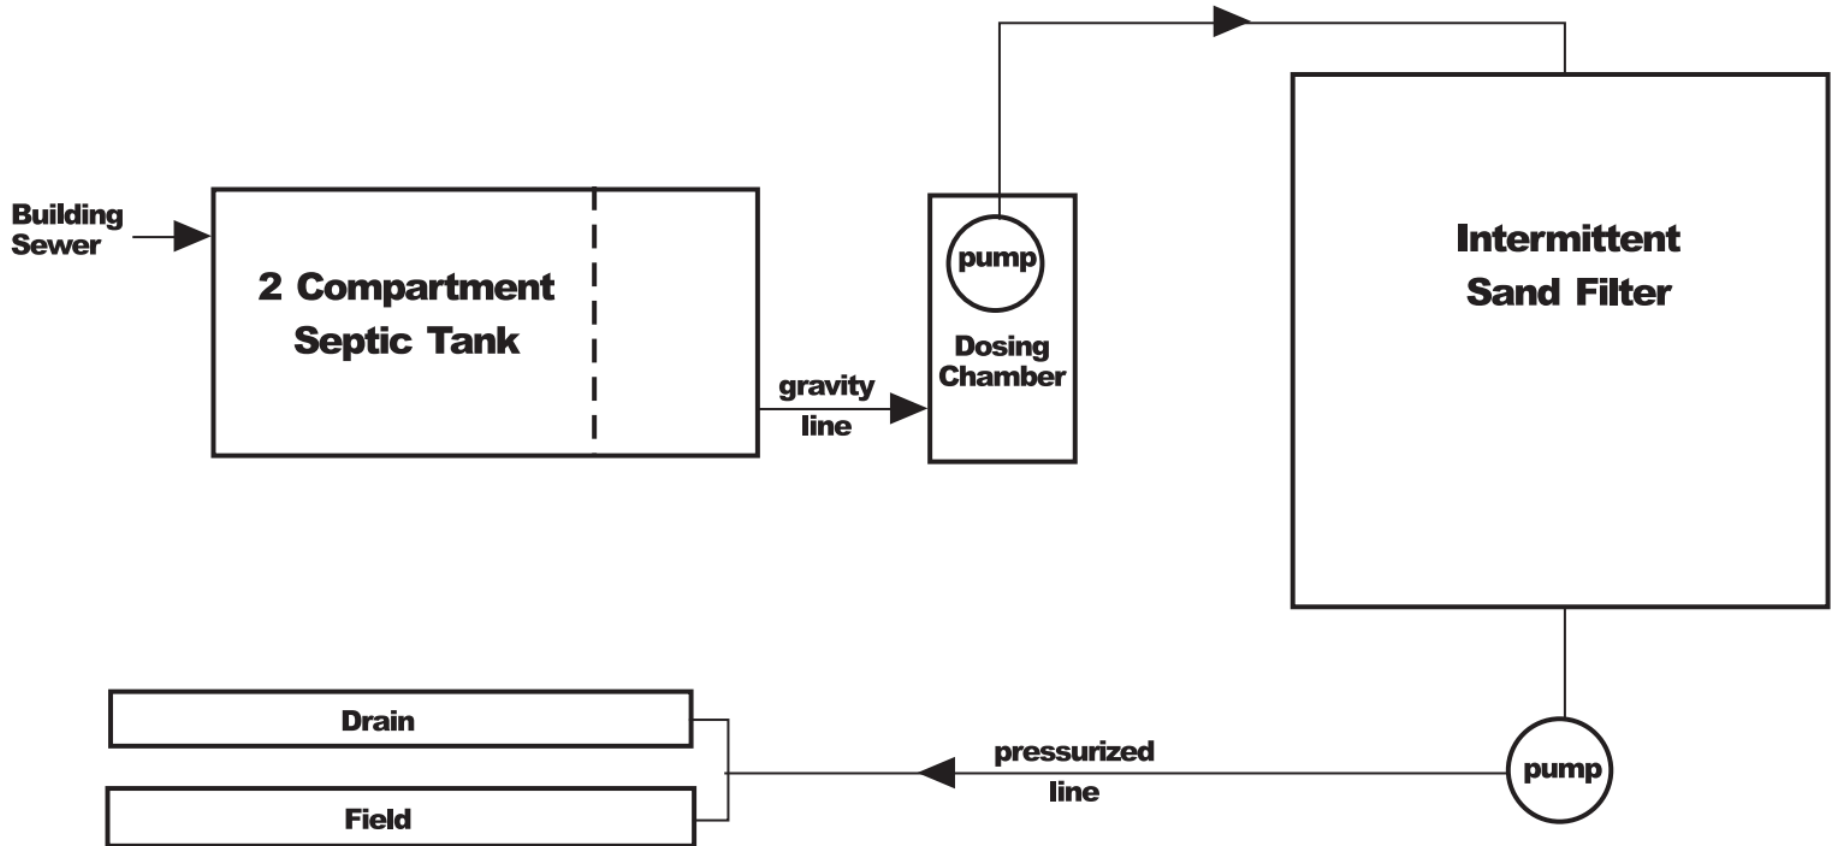 Building
Sewer
2 Compartment
Septic Tank
gravity
line
pump
Dosing
Chamber
Intermittent
Sand Filter
pump
pressurized
line
Drain
Field